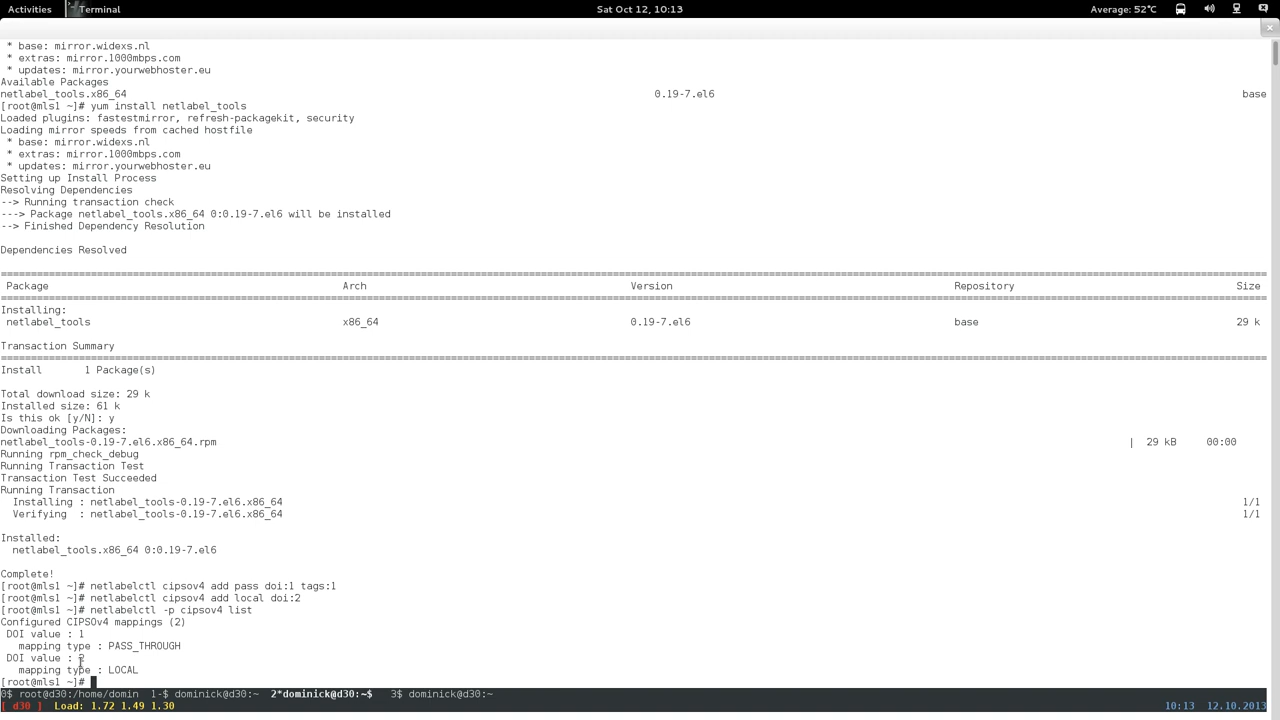 Activities Terminal Sat Oct 12, 10:13 Average: 52°C
* base: mirror.widexs.nl
* extras: mirror.1000mbps.com
* updates: mirror.yourwebhoster.eu
Available Packages
netlabel_tools.x86_64 0.19-7.el6 base
[root@mls1 ~]# yum install netlabel_tools
Loaded plugins: fastestmirror, refresh-packagekit, security
Loading mirror speeds from cached hostfile
* base: mirror.widexs.nl
* extras: mirror.1000mbps.com
* updates: mirror.yourwebhoster.eu
Setting up Install Process
Resolving Dependencies
--> Running transaction check
---> Package netlabel_tools.x86_64 0:0.19-7.el6 will be installed
--> Finished Dependency Resolution
Dependencies Resolved
Package Arch Version Repository Size
Installing:
netlabel_tools x86_64 0.19-7.el6 base 29 k
Transaction Summary
Install 1 Package(s)
Total download size: 29 k
Installed size: 61 k
Is this ok [y/N]: y
Downloading Packages:
netlabel_tools-0.19-7.el6.x86_64.rpm | 29 kB 00:00
Running rpm_check_debug
Running Transaction Test
Transaction Test Succeeded
Running Transaction
Installing : netlabel_tools-0.19-7.el6.x86_64 1/1
Verifying : netlabel_tools-0.19-7.el6.x86_64 1/1
Installed:
netlabel_tools.x86_64 0:0.19-7.el6
Complete!
[root@mls1 ~]# netlabelctl cipsov4 add pass doi:1 tags:1
[root@mls1 ~]# netlabelctl cipsov4 add local doi:2
[root@mls1 ~]# netlabelctl -p cipsov4 list
Configured CIPSOv4 mappings (2)
DOI value : 1
mapping type : PASS_THROUGH
DOI value : 2
mapping type : LOCAL
[root@mls1 ~]#
0$ root@d30:/home/domin 1-$ dominick@d30:~ 2*dominick@d30:~$ 3$ dominick@d30:~
[ d30 ] Load: 1.72 1.49 1.30 10:13 12.10.2013